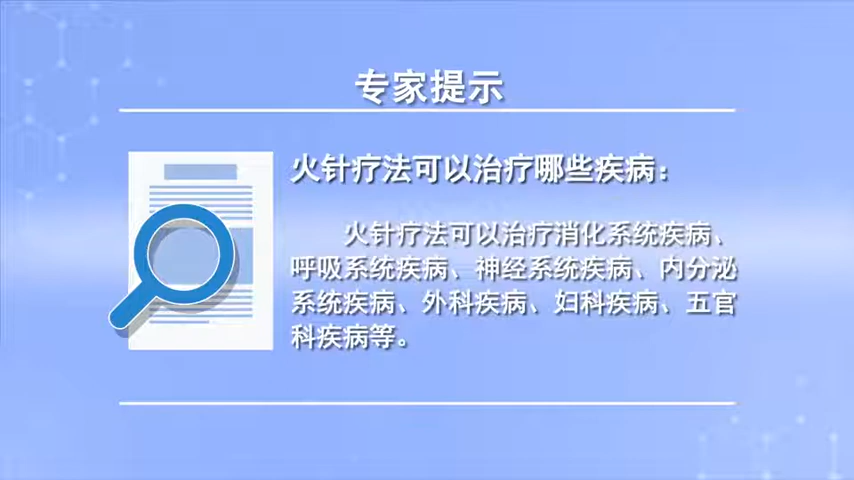 专家提示
火针疗法可以治疗哪些疾病：
火针疗法可以治疗消化系统疾病、
呼吸系统疾病、神经系统疾病、内分泌
系统疾病、外科疾病、妇科疾病、五官
科疾病等。